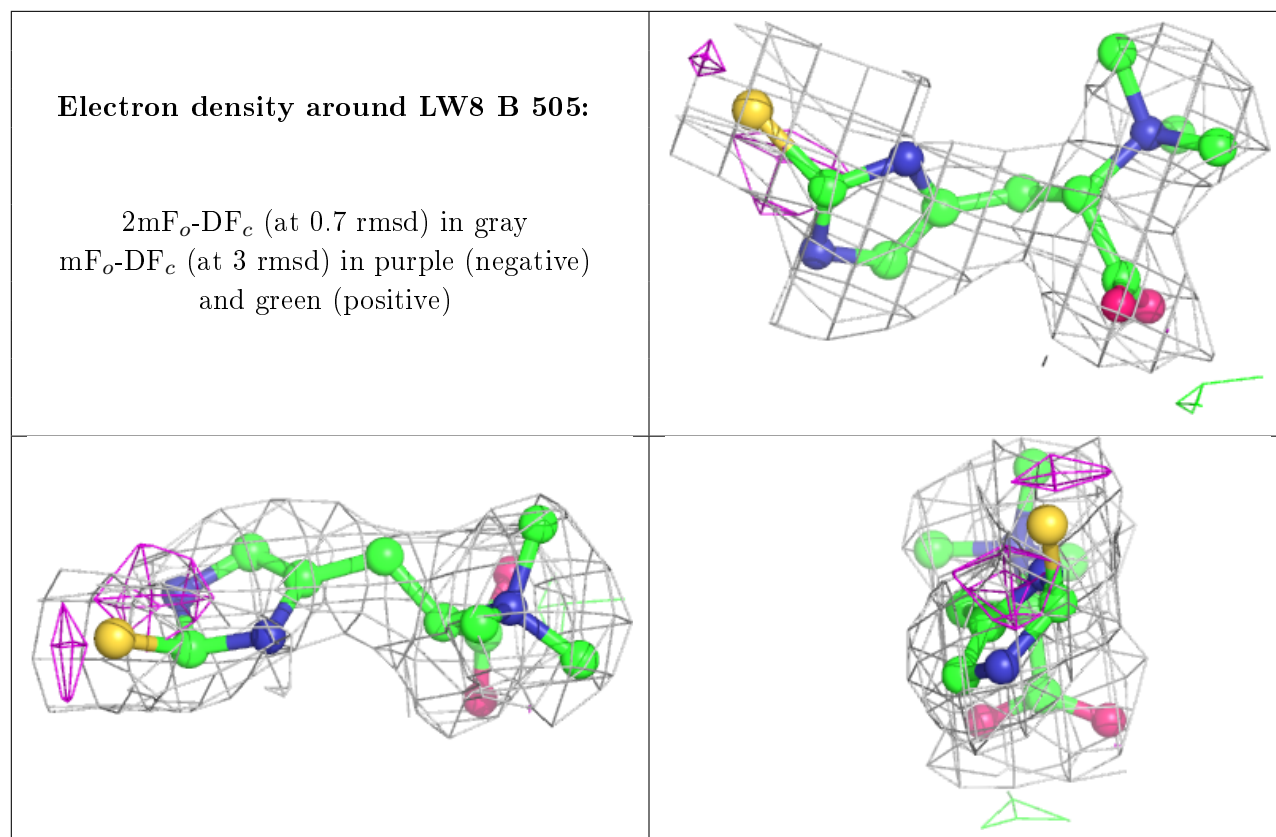 Electron density around LW8 B 505:
2mFₒ-DF𝒸 (at 0.7 rmsd) in gray
mFₒ-DF𝒸 (at 3 rmsd) in purple (negative)
and green (positive)